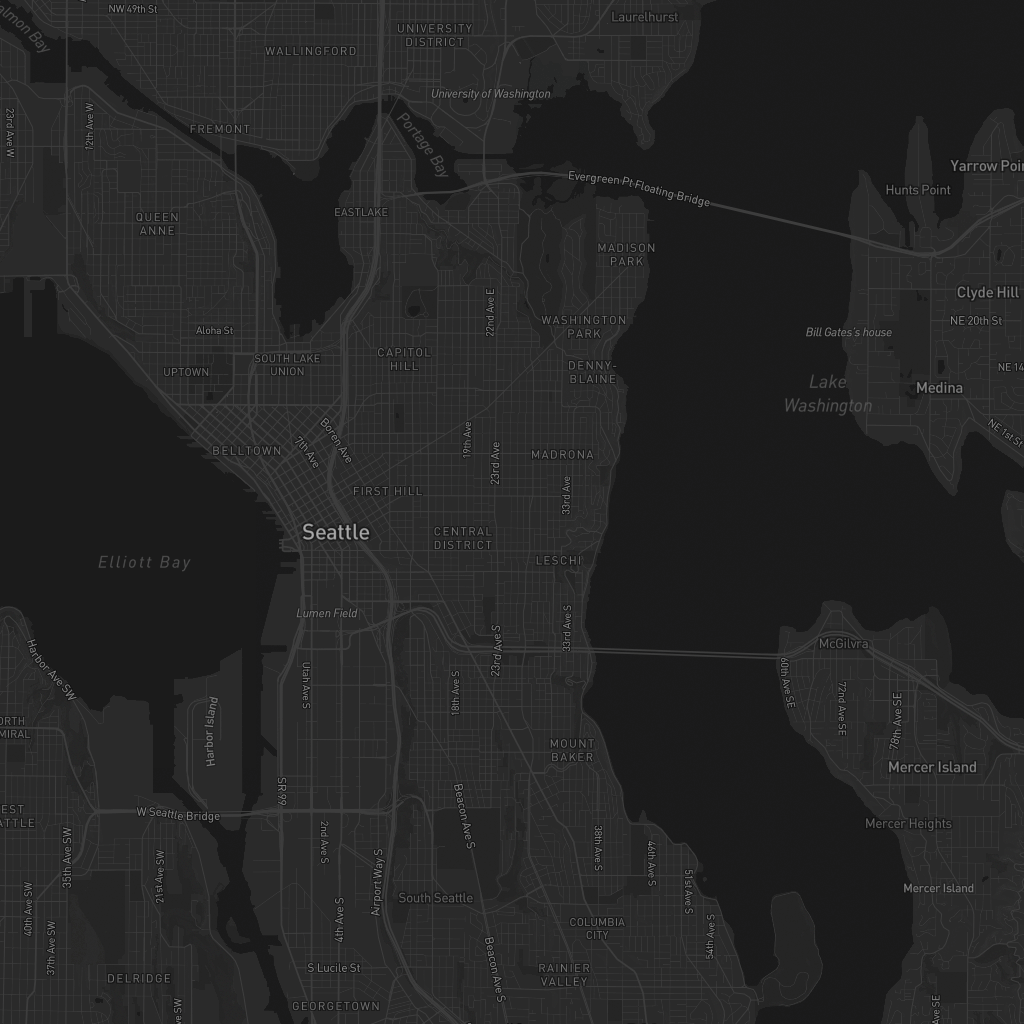 NW 49th St
Laurelhurst
Salmon Bay
UNIVERSITY
DISTRICT
WALLINGFORD
University of Washington
23rd Ave W
12th Ave W
FREMONT
Portage Bay
Evergreen Pt Floating Bridge
Yarrow Poin
Hunts Point
QUEEN
ANNE
EASTLAKE
MADISON
PARK
Clyde Hill
22nd Ave E
WASHINGTON
PARK
NE 20th St
Aloha St
Bill Gates's house
SOUTH LAKE
UNION
CAPITOL
HILL
UPTOWN
DENNY-
BLAINE
NE 14
Lake
Washington
Medina
Boren Ave
7th Ave
19th Ave
23rd Ave
NE 1st St
BELLTOWN
MADRONA
FIRST HILL
33rd Ave
Seattle
CENTRAL
DISTRICT
Elliott Bay
LESCHI
Lumen Field
33rd Ave S
23rd Ave S
Harbor Ave SW
McGilvra
Utah Ave S
18th Ave S
60th Ave SE
72nd Ave SE
78th Ave SE
ORTH
MIRAL
Harbor Island
MOUNT
BAKER
Mercer Island
SR 99
EST
ATTLE
W Seattle Bridge
Beacon Ave S
Mercer Heights
35th Ave SW
2nd Ave S
38th Ave S
46th Ave S
21st Ave SW
Airport Way S
51st Ave S
Mercer Island
40th Ave SW
South Seattle
4th Ave S
54th Ave S
COLUMBIA
CITY
37th Ave SW
Beacon Ave S
DELRIDGE
S Lucile St
RAINIER
VALLEY
GEORGETOWN
ve SW
Ave SE